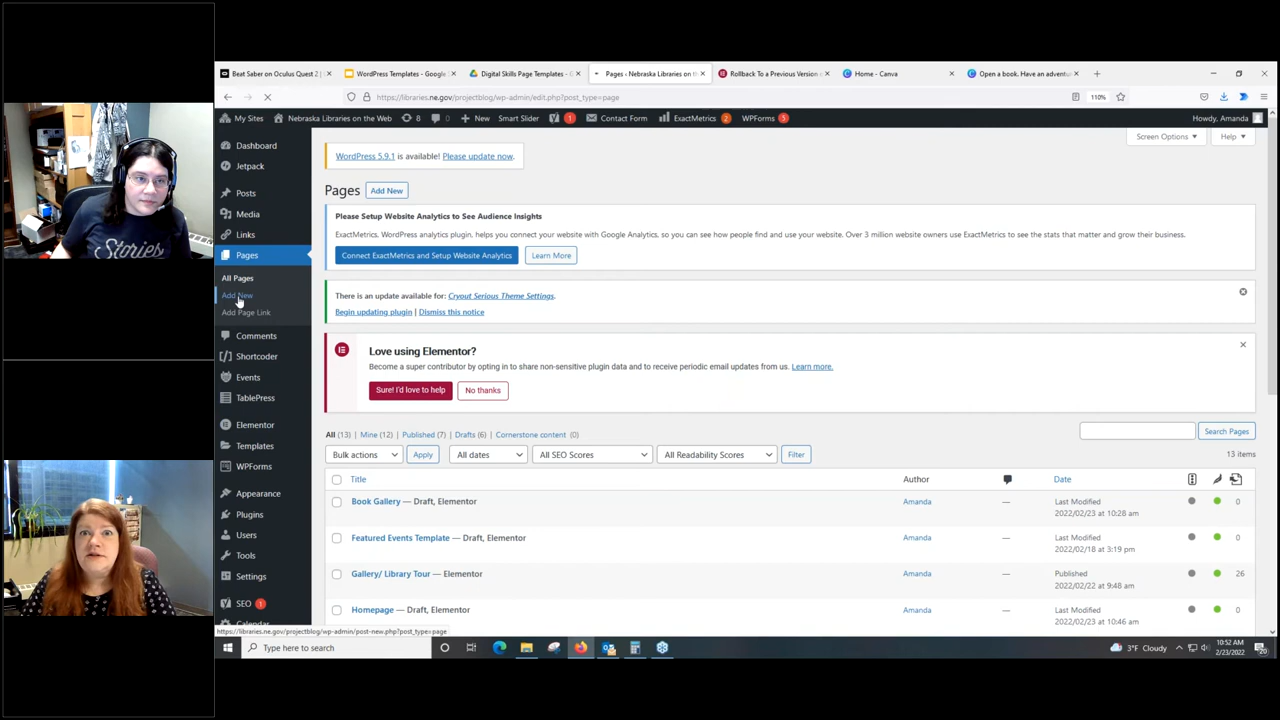 Beat Saber on Oculus Quest 2 |
WordPress Templates - Google
Digital Skills Page Templates - G
Pages ‹ Nebraska Libraries on th
Rollback To a Previous Version o
Home - Canva
Open a book. Have an adventur
https://libraries.ne.gov/projectblog/wp-admin/edit.php?post_type=page
110%
My Sites
Nebraska Libraries on the Web
8
0
New
Smart Slider
1
Contact Form
ExactMetrics 2
WPForms 5
Howdy, Amanda
Screen Options
Help
Dashboard
Jetpack
Posts
Media
Links
Pages
All Pages
Add New
Add Page Link
Comments
Shortcoder
Events
TablePress
Elementor
Templates
WPForms
Appearance
Plugins
Users
Tools
Settings
SEO 1
Calendar
WordPress 5.9.1 is available! Please update now.
Pages
Add New
Please Setup Website Analytics to See Audience Insights
ExactMetrics, WordPress analytics plugin, helps you connect your website with Google Analytics, so you can see how people find and use your website. Over 3 million website owners use ExactMetrics to see the stats that matter and grow their business.
Connect ExactMetrics and Setup Website Analytics
Learn More
There is an update available for: Cryout Serious Theme Settings.
Begin updating plugin | Dismiss this notice
Love using Elementor?
Become a super contributor by opting in to share non-sensitive plugin data and to receive periodic email updates from us. Learn more.
Sure! I'd love to help
No thanks
All (13) | Mine (12) | Published (7) | Drafts (6) | Cornerstone content (0)
Search Pages
Bulk actions
Apply
All dates
All SEO Scores
All Readability Scores
Filter
13 items
Title
Author
Date
Book Gallery — Draft, Elementor
Amanda
—
Last Modified
2022/02/23 at 10:28 am
0
Featured Events Template — Draft, Elementor
Amanda
—
Last Modified
2022/02/18 at 3:19 pm
0
Gallery/ Library Tour — Elementor
Amanda
—
Published
2022/02/22 at 9:48 am
26
Homepage — Draft, Elementor
Amanda
—
Last Modified
2022/02/23 at 10:46 am
0
https://libraries.ne.gov/projectblog/wp-admin/post-new.php?post_type=page
Type here to search
3°F Cloudy
10:52 AM
2/23/2022
20
Stories